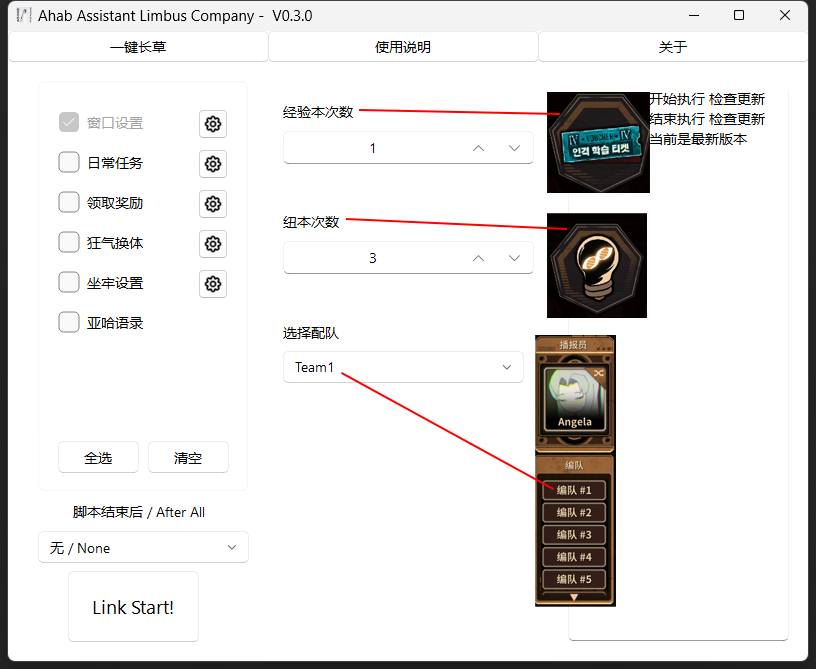 Ahab Assistant Limbus Company - V0.3.0
一键长草
使用说明
关于
窗口设置
日常任务
领取奖励
狂气换体
坐牢设置
亚哈语录
全选
清空
脚本结束后 / After All
无 / None
Link Start!
经验本次数
1
纽本次数
3
选择配队
Team1
IV VOUCHER IV
인격 학습 티켓
播报员
Angela
编队
编队 #1
编队 #2
编队 #3
编队 #4
编队 #5
开始执行 检查更新
结束执行 检查更新
当前是最新版本